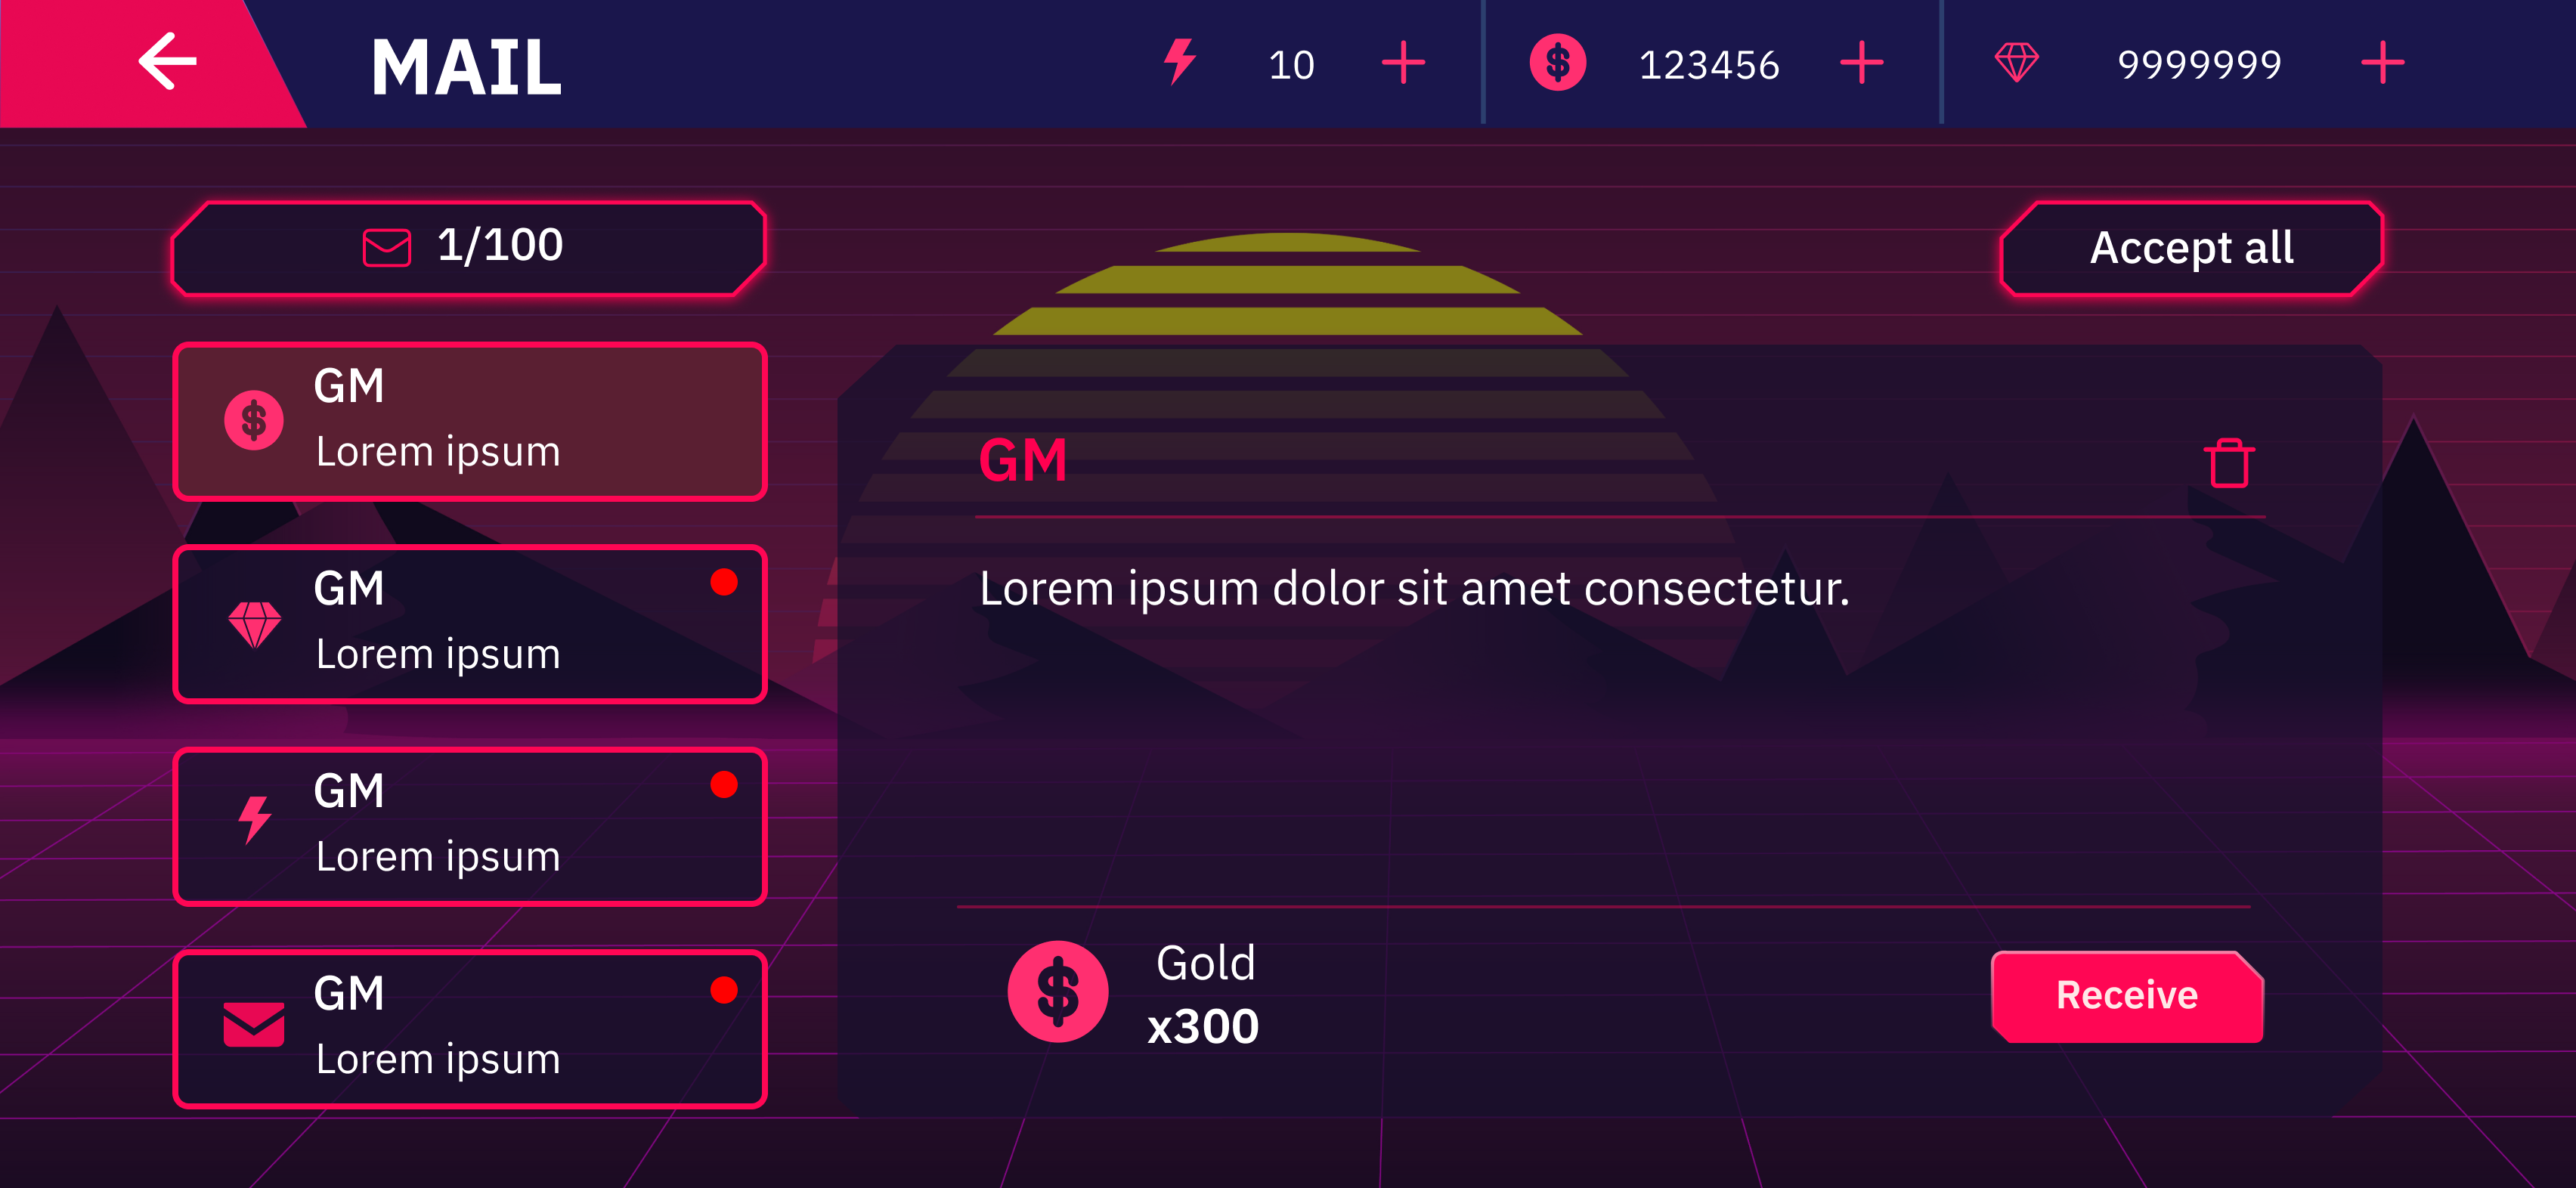 MAIL
10
123456
9999999
1/100
Accept all
GM
Lorem ipsum
GM
Lorem ipsum
GM
Lorem ipsum
GM
Lorem ipsum
GM
Lorem ipsum dolor sit amet consectetur.
Gold
x300
Receive